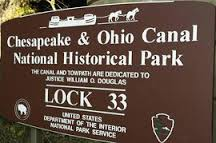 Chesapeake & Ohio Canal
National Historical Park
THE CANAL AND TOWPATH ARE DEDICATED TO
JUSTICE WILLIAM O. DOUGLAS
LOCK 33
UNITED STATES
DEPARTMENT OF THE INTERIOR
NATIONAL PARK SERVICE